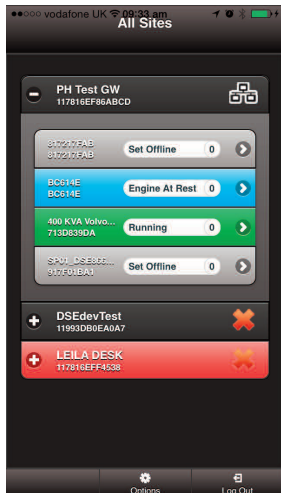 vodafone UK 09:33 am
All Sites
PH Test GW
117816EF86ABCD
817217FAB
817217FAB
Set Offline 0
BC614E
BC614E
Engine At Rest 0
400 KVA Volvo...
713D839DA
Running 0
SP01_DSE866...
917F01BA1
Set Offline 0
DSEdevTest
11993DB0EA0A7
LEILA DESK
117816EFF4538
Options
Log Out